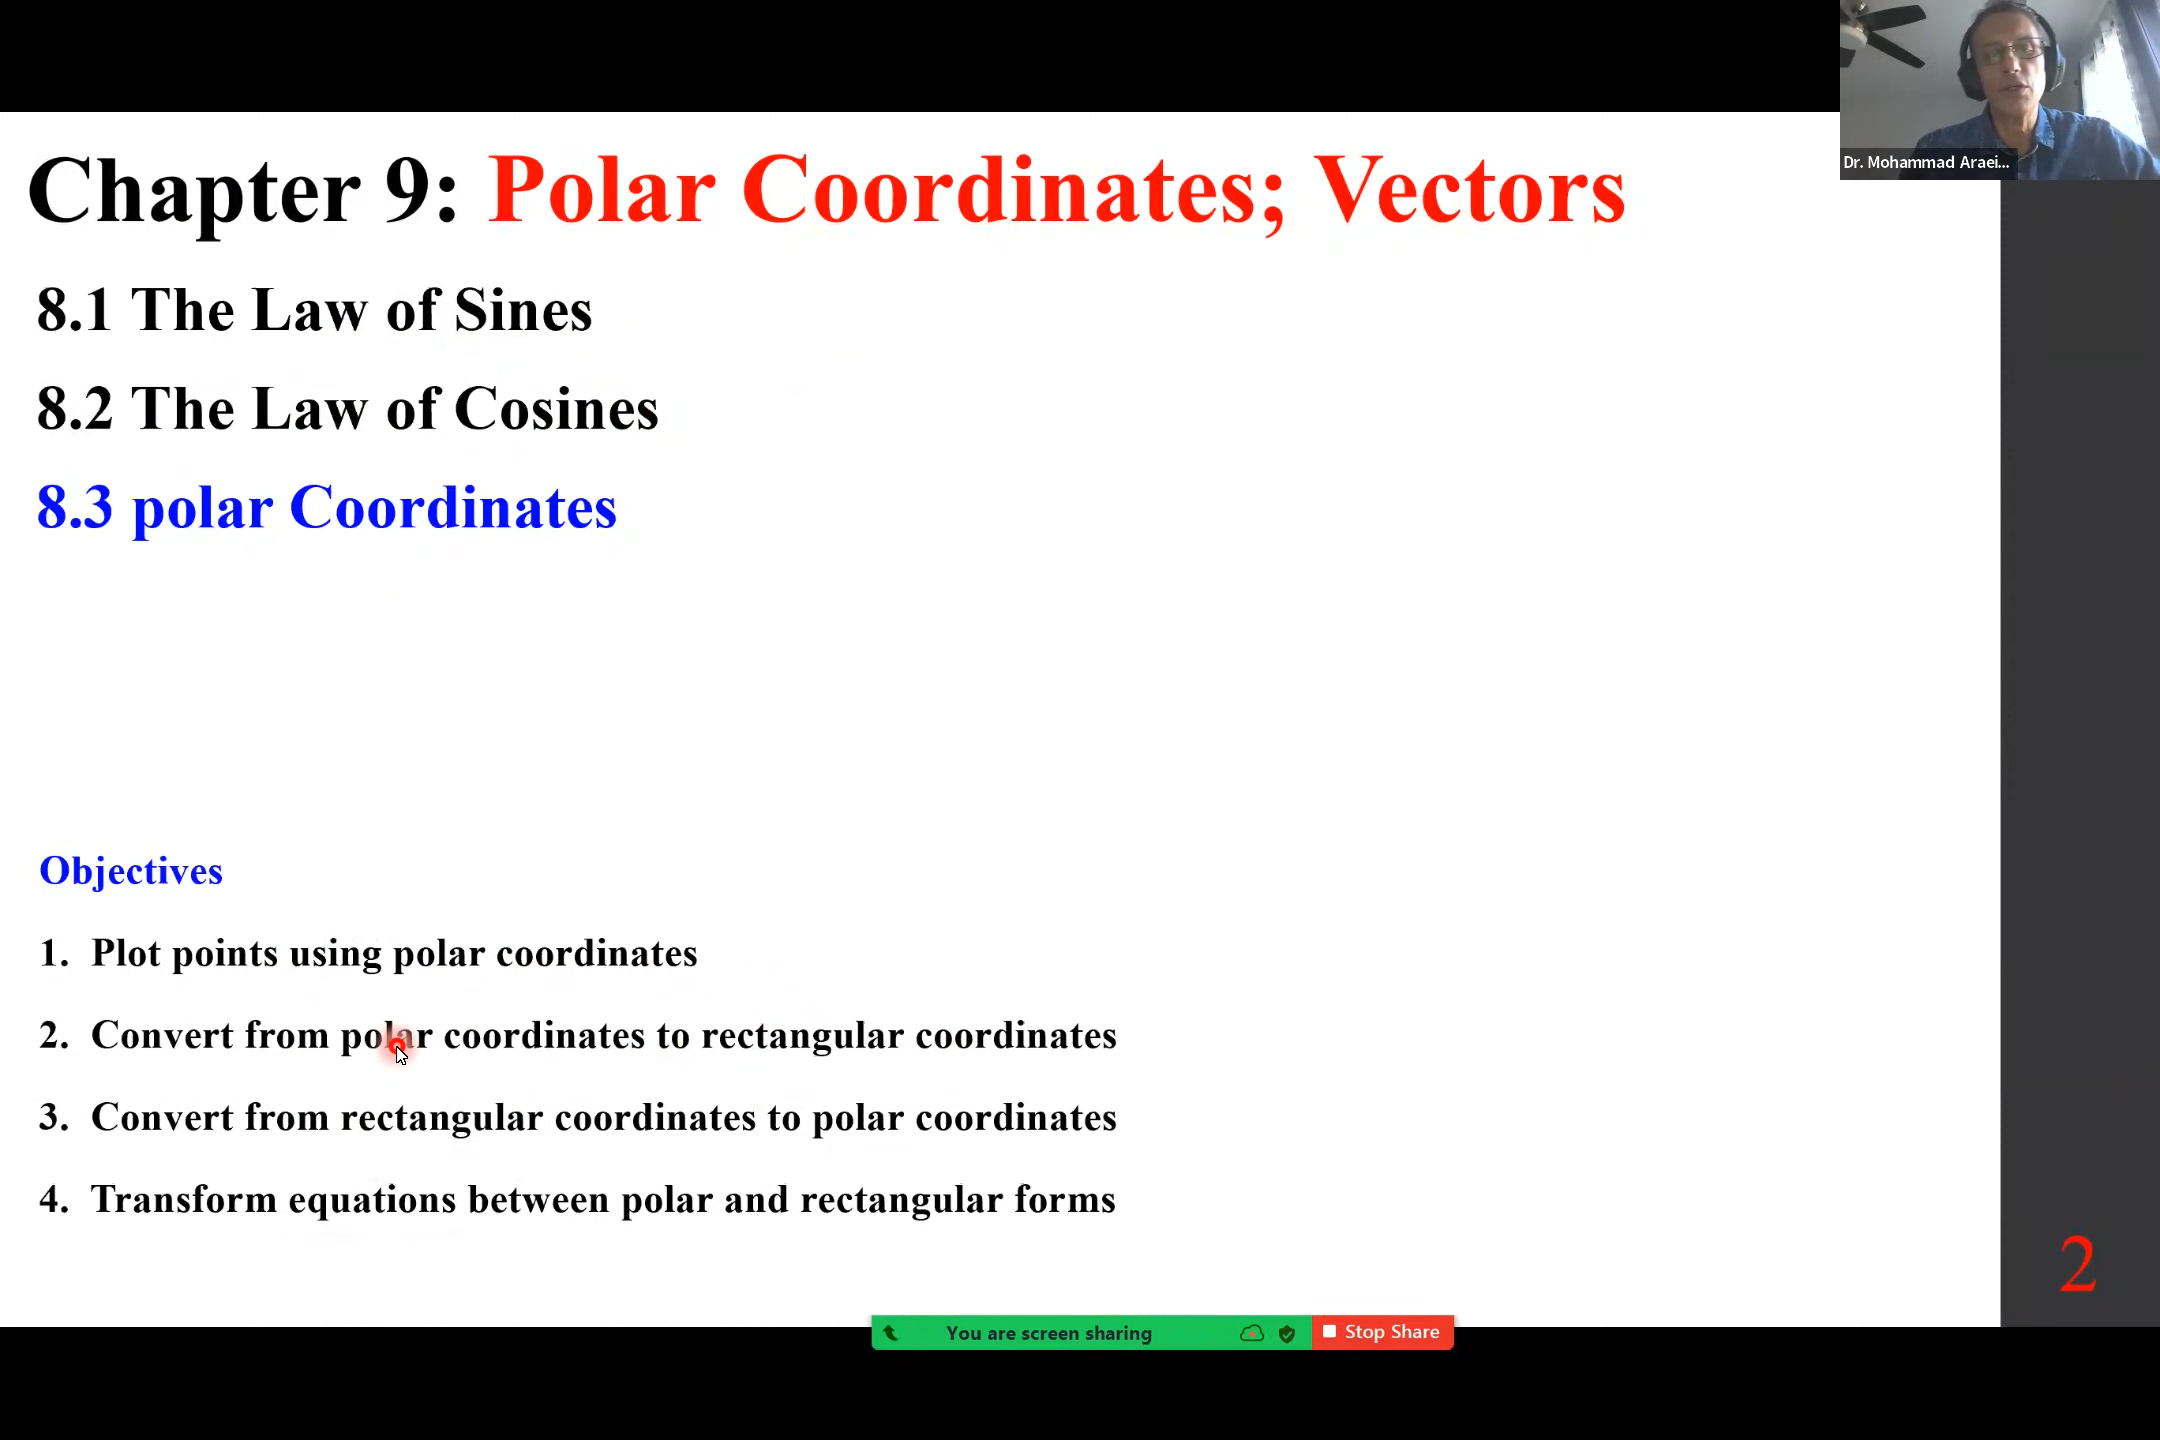 Dr. Mohammad Araei...
Chapter 9: Polar Coordinates; Vectors
8.1 The Law of Sines
8.2 The Law of Cosines
8.3 polar Coordinates
Objectives
1. Plot points using polar coordinates
2. Convert from polar coordinates to rectangular coordinates
3. Convert from rectangular coordinates to polar coordinates
4. Transform equations between polar and rectangular forms
2
You are screen sharing
Stop Share